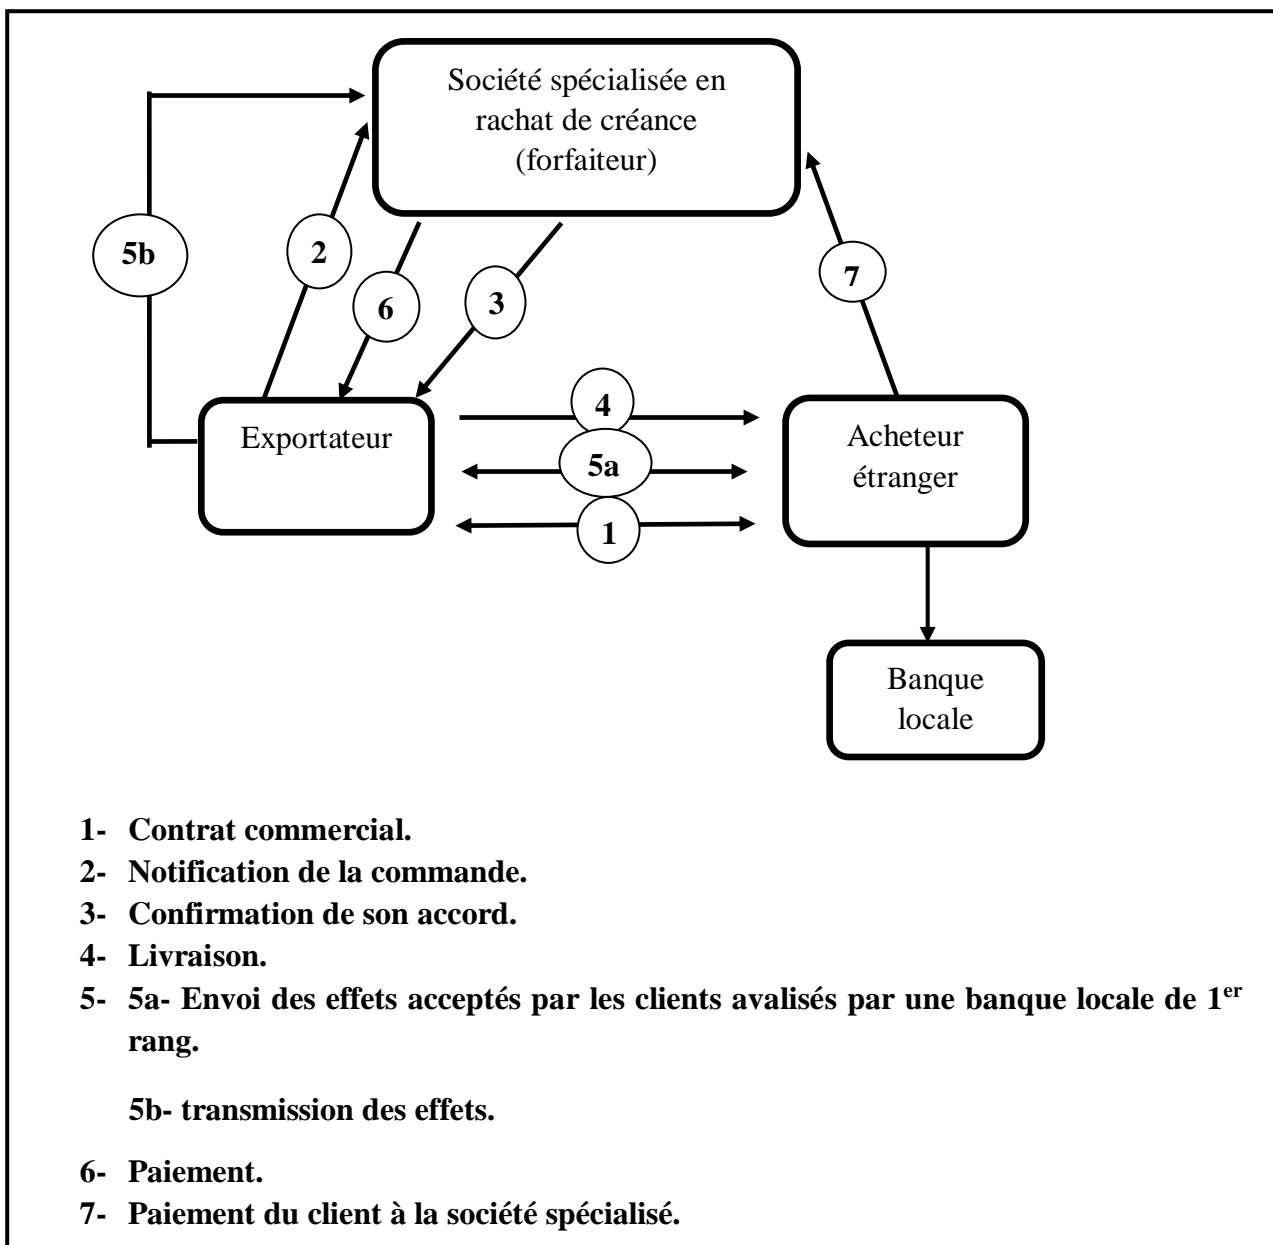 Société spécialisée en
rachat de créance
(forfaiteur)
5b
2
6
3
7
4
5a
1
Exportateur
Acheteur
étranger
Banque
locale
1- Contrat commercial.
2- Notification de la commande.
3- Confirmation de son accord.
4- Livraison.
5- 5a- Envoi des effets acceptés par les clients avalisés par une banque locale de 1er
rang.
5b- transmission des effets.
6- Paiement.
7- Paiement du client à la société spécialisé.